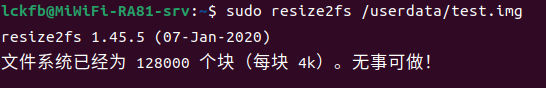 lckfb@MiWiFi-RA81-srv:~$ sudo resize2fs /userdata/test.img
resize2fs 1.45.5 (07-Jan-2020)
文件系统已经为 128000 个块（每块 4k）。无事可做！